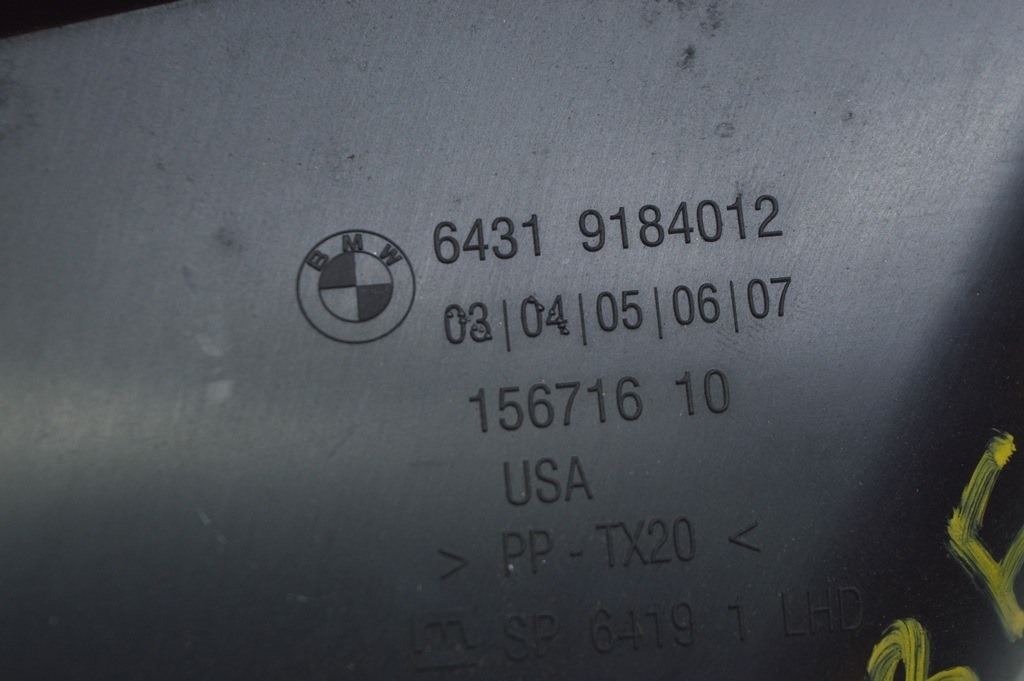 BMW
6431 9184012
03|04|05|06|07
156716 10
USA
> PP - TX20 <
SP 6419 1 LHD